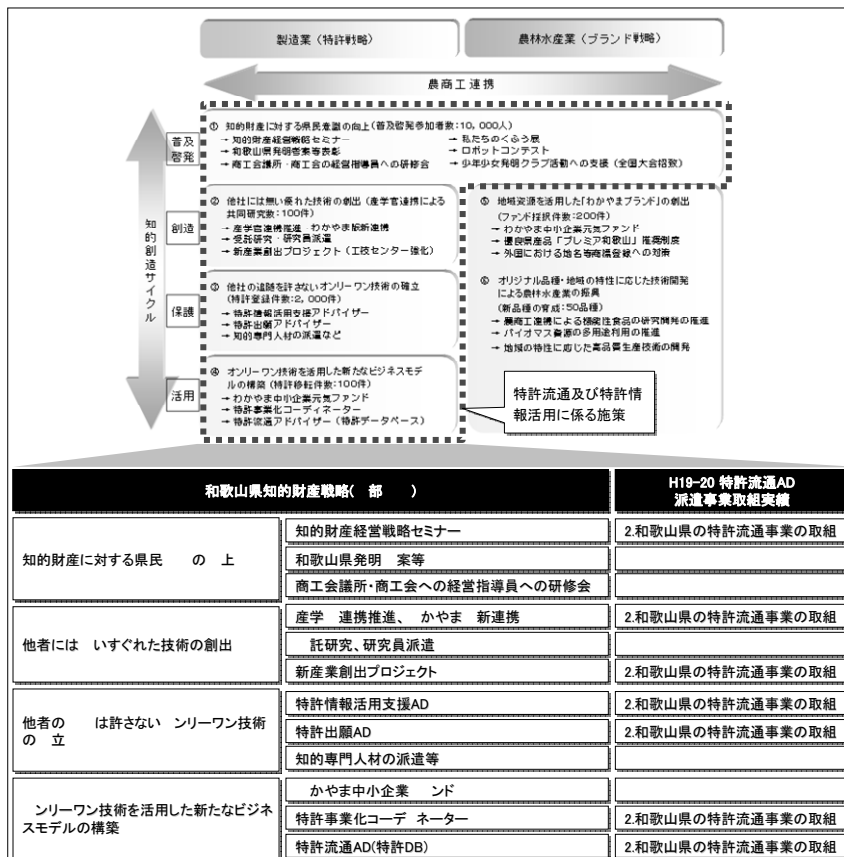 製造業(特許戦略)
農林水産業(ブランド戦略)
農商工連携
知的創造サイクル
普及
啓発
① 知的財産に対する県民意識の向上(普及啓発参加者数:10,000人)
→ 知的財産経営戦略セミナー
→ 和歌山県発明考案等表彰
→ 商工会議所・商工会の経営指導員への研修会
→ 私たちのくふう展
→ ロボットコンテスト
→ 少年少女発明クラブ活動への支援(全国大会招致)
創造
② 他社には無い優れた技術の創出(産学官連携による
共同研究数:100件)
→ 産学官連携推進、わかやま版新連携
→ 受託研究・研究員派遣
→ 新産業創出プロジェクト(工技センター強化)
保護
③ 他社の追随を許さないオンリーワン技術の確立
(特許登録件数:2,000件)
→ 特許情報活用支援アドバイザー
→ 特許出願アドバイザー
→ 知的専門人材の派遣など
活用
④ オンリーワン技術を活用した新たなビジネスモデ
ルの構築(特許移転件数:100件)
→ わかやま中小企業元気ファンド
→ 特許事業化コーディネーター
→ 特許流通アドバイザー(特許データベース)
⑤ 地域資源を活用した「わかやまブランド」の創出
(ファンド採択件数:200件)
→ わかやま中小企業元気ファンド
→ 優良県産品「プレミア和歌山」推奨制度
→ 外国における地名等商標登録への対策
⑥ オリジナル品種・地域の特性に応じた技術開発
による農林水産業の振興
(新品種の育成:50品種)
→ 農商工連携による機能性食品の研究開発の推進
→ バイオマス資源の多用途利用の推進
→ 地域の特性に応じた高品質生産技術の開発
特許流通及び特許情
報活用に係る施策
和歌山県知的財産戦略( 部 )
H19-20 特許流通AD
派遣事業取組実績
知的財産に対する県民 の 上
知的財産経営戦略セミナー
2.和歌山県の特許流通事業の取組
和歌山県発明 案等
商工会議所・商工会への経営指導員への研修会
他者には いすぐれた技術の創出
産学 連携推進、 かやま 新連携
2.和歌山県の特許流通事業の取組
託研究、研究員派遣
新産業創出プロジェクト
2.和歌山県の特許流通事業の取組
他者の は許さない ンリーワン技術
の 立
特許情報活用支援AD
2.和歌山県の特許流通事業の取組
特許出願AD
2.和歌山県の特許流通事業の取組
知的専門人材の派遣等
ンリーワン技術を活用した新たなビジネ
スモデルの構築
かやま中小企業 ンド
特許事業化コーデ ネーター
2.和歌山県の特許流通事業の取組
特許流通AD(特許DB)
2.和歌山県の特許流通事業の取組